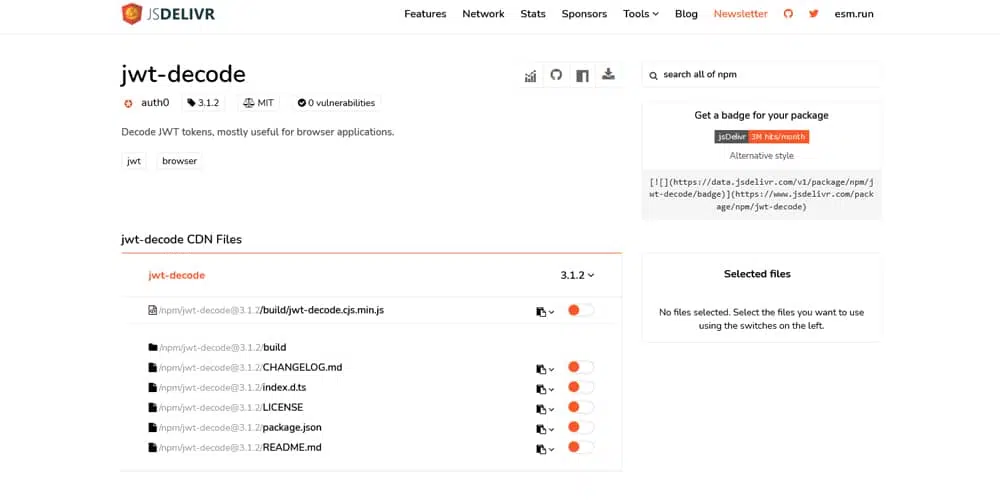 JSDELIVR
Features Network Stats Sponsors Tools Blog Newsletter esm.run
jwt-decode
auth0 3.1.2 MIT 0 vulnerabilities
Decode JWT tokens, mostly useful for browser applications.
jwt browser
search all of npm
Get a badge for your package
jsDelivr 3M hits/month
Alternative style
[![](https://data.jsdelivr.com/v1/package/npm/j
wt-decode/badge)](https://www.jsdelivr.com/pack
age/npm/jwt-decode)
jwt-decode CDN Files
jwt-decode 3.1.2
/npm/jwt-decode@3.1.2/build/jwt-decode.cjs.min.js
/npm/jwt-decode@3.1.2/build
/npm/jwt-decode@3.1.2/CHANGELOG.md
/npm/jwt-decode@3.1.2/index.d.ts
/npm/jwt-decode@3.1.2/LICENSE
/npm/jwt-decode@3.1.2/package.json
/npm/jwt-decode@3.1.2/README.md
Selected files
No files selected. Select the files you want to use
using the switches on the left.